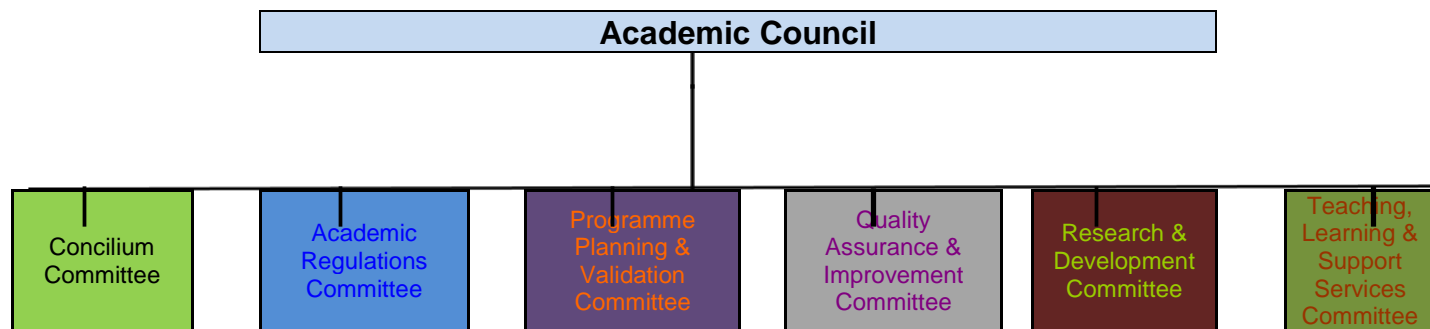 Academic Council
Concilium
Committee
Academic
Regulations
Committee
Programme
Planning &
Validation
Committee
Quality
Assurance &
Improvement
Committee
Research &
Development
Committee
Teaching,
Learning &
Support
Services
Committee